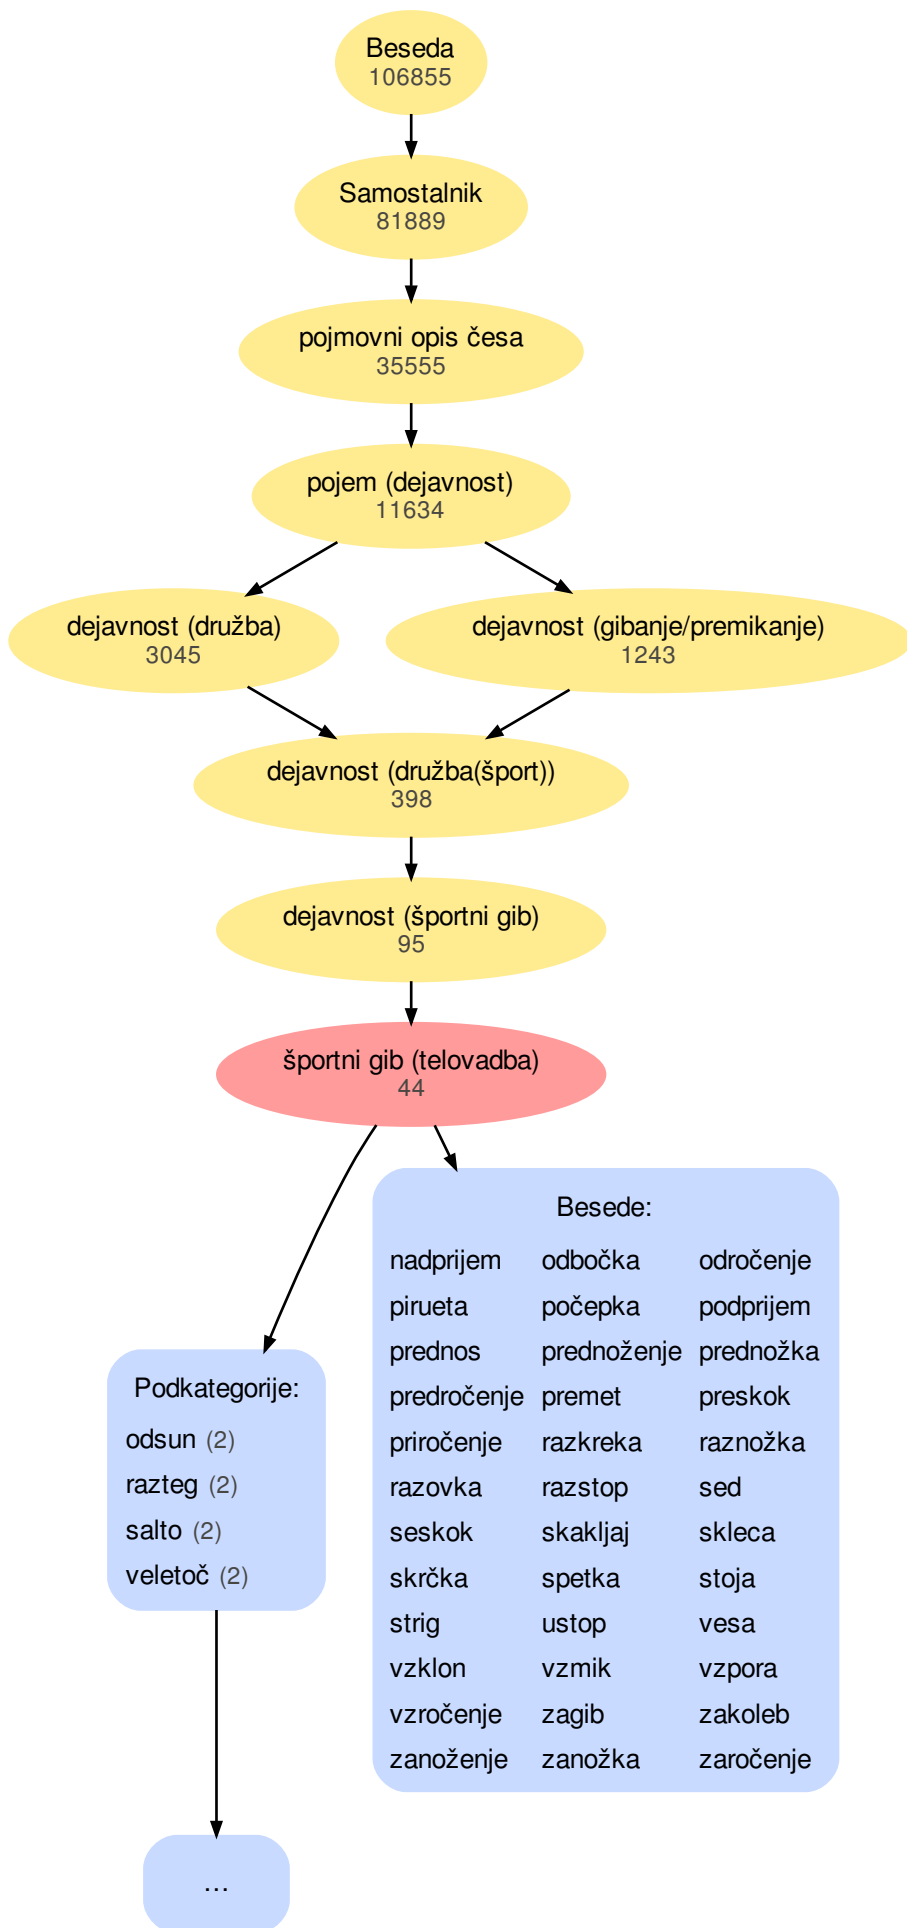 Beseda
106855
Samostalnik
81889
pojmovni opis česa
35555
pojem (dejavnost)
11634
dejavnost (družba)
3045
dejavnost (gibanje/premikanje)
1243
dejavnost (družba(šport))
398
dejavnost (športni gib)
95
športni gib (telovadba)
44
Podkategorije:
odsun (2)
razteg (2)
salto (2)
veletoč (2)
...
Besede:
nadprijem odbočka odročenje
pirueta počepka podprijem
prednos prednoženje prednožka
predročenje premet preskok
priročenje razkreka raznožka
razovka razstop sed
seskok skakljaj skleca
skrčka spetka stoja
strig ustop vesa
vzklon vzmik vzpora
vzročenje zagib zakoleb
zanoženje zanožka zaročenje